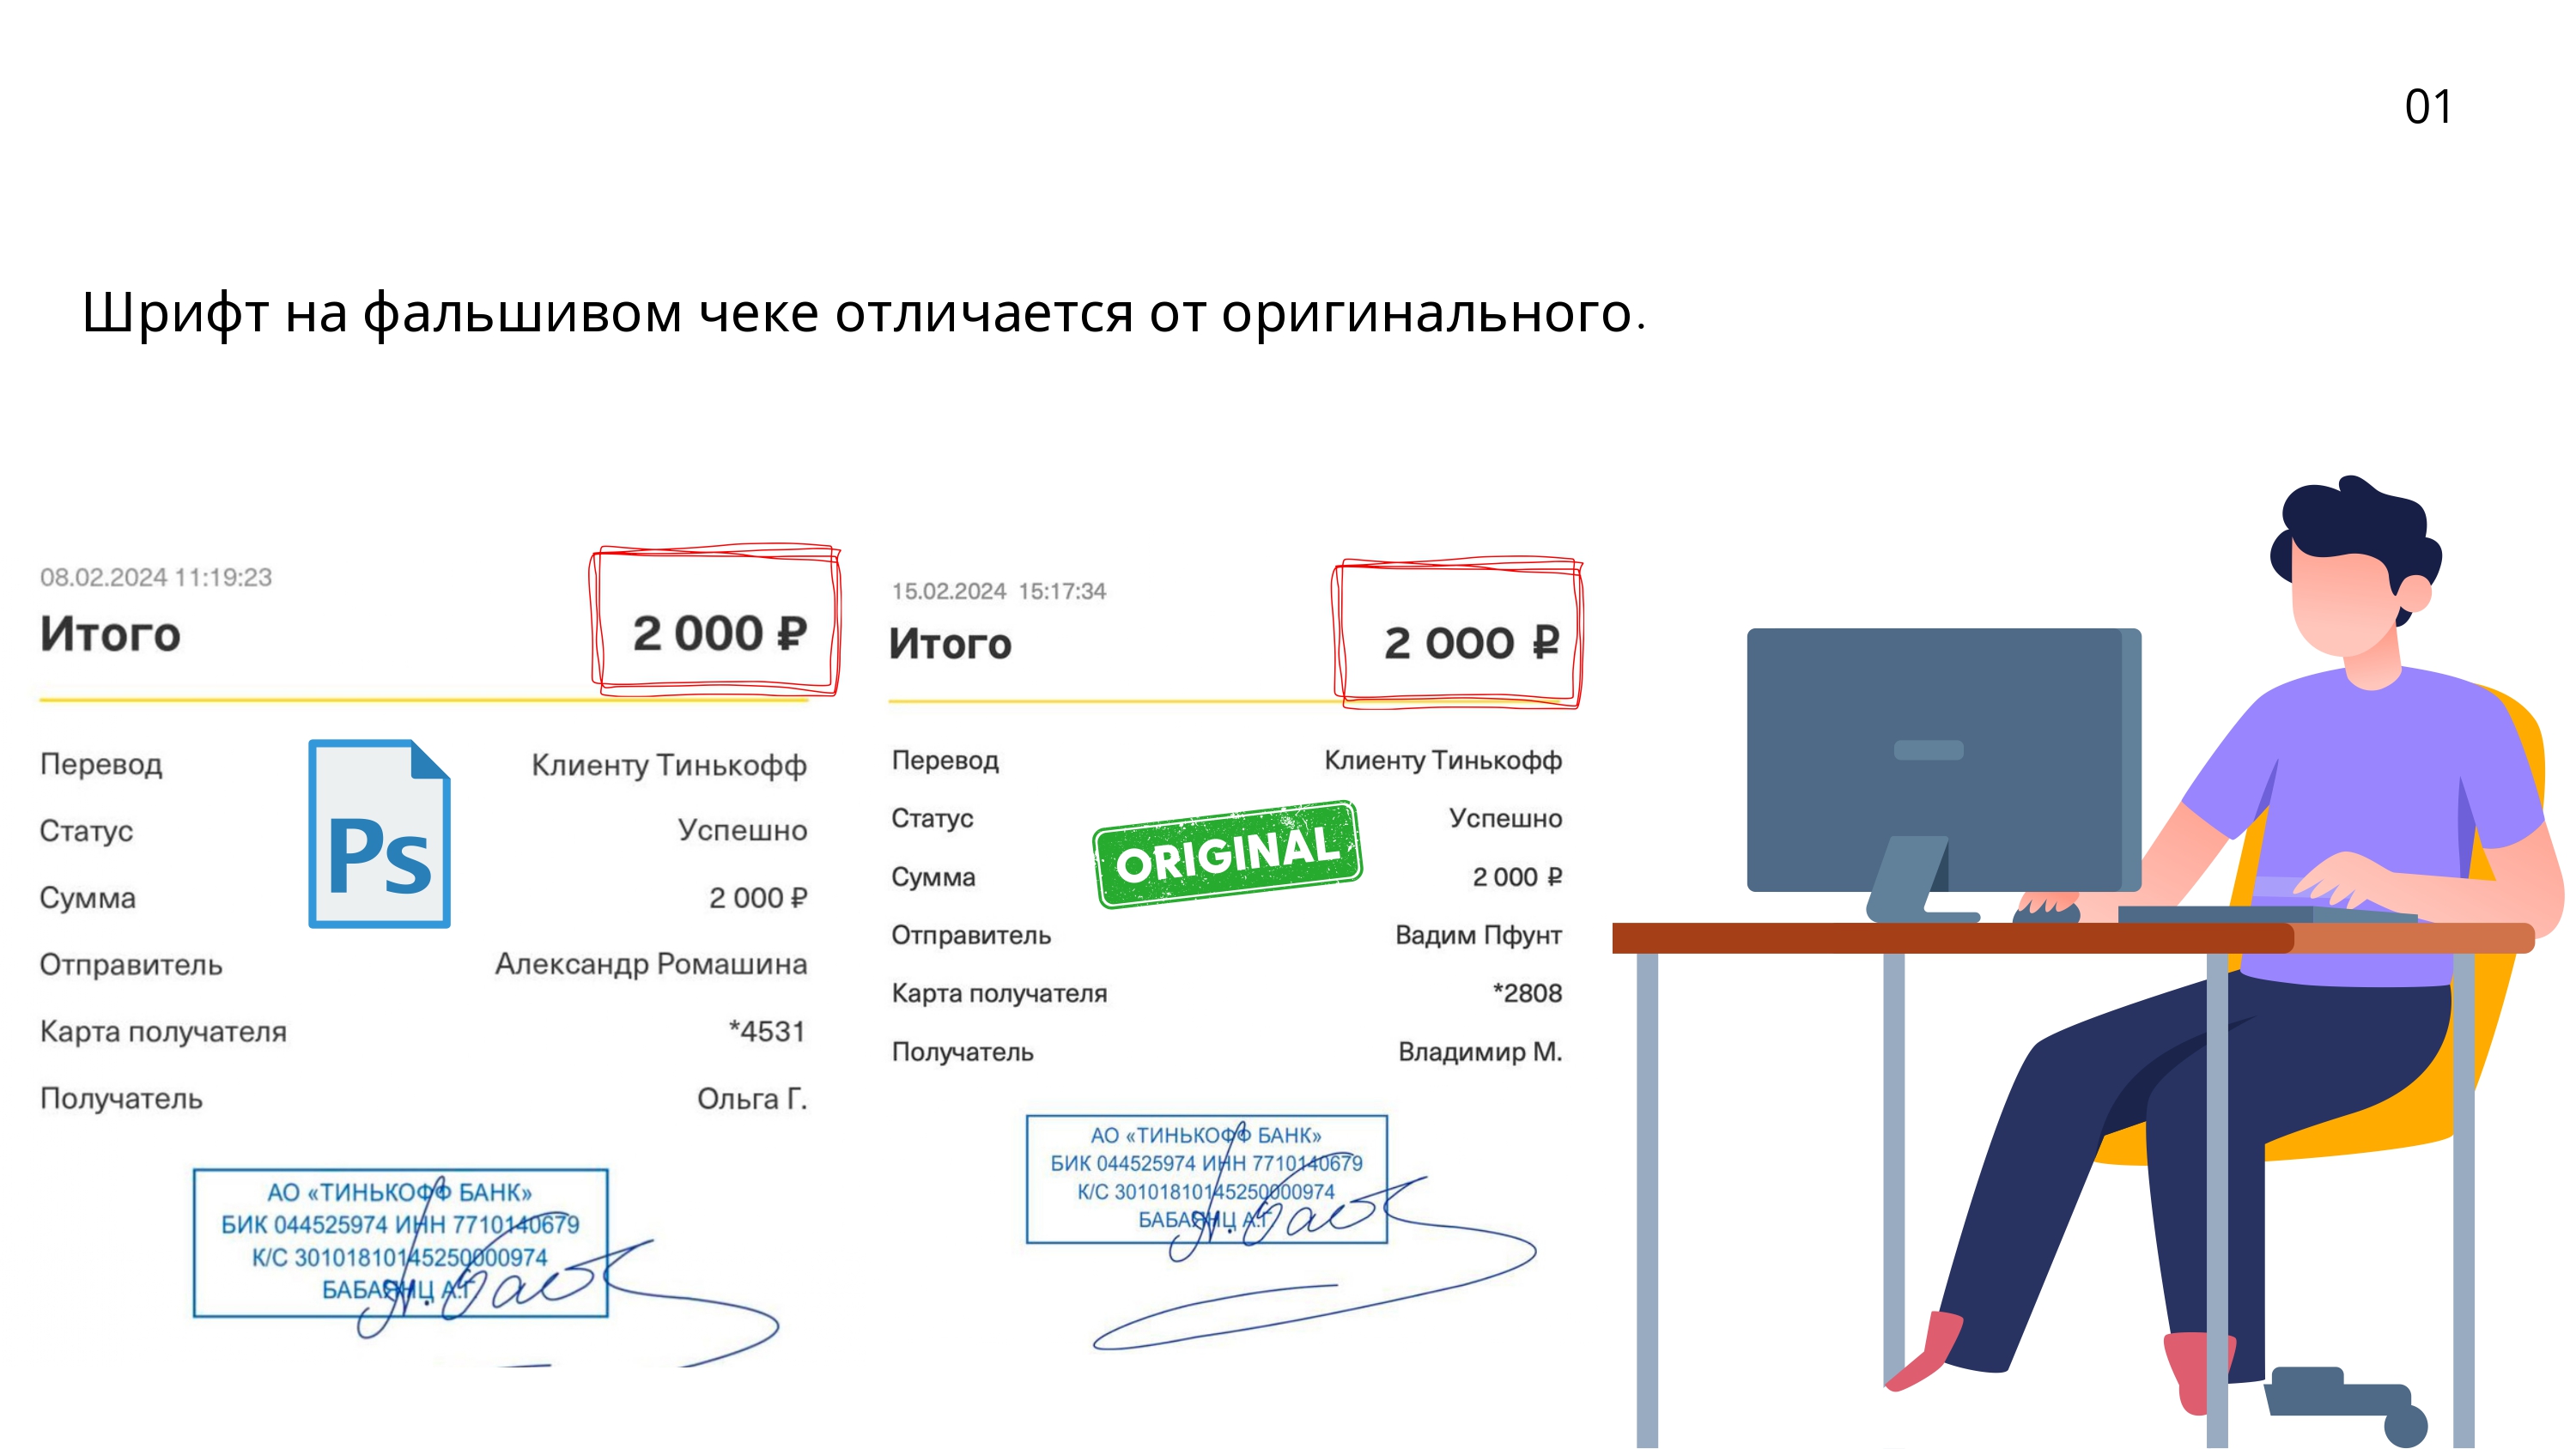 01
Шрифт на фальшивом чеке отличается от оригинального.
08.02.2024 11:19:23
Итого 2 000 ₽
Перевод Клиенту Тинькофф
Статус Успешно
Сумма 2 000 ₽
Отправитель Александр Ромашина
Карта получателя *4531
Получатель Ольга Г.
Ps
АО «ТИНЬКОФФ БАНК»
БИК 044525974 ИНН 7710140679
К/С 30101810145250000974
БАБАЯНЦ А.Г
15.02.2024 15:17:34
Итого 2 000 ₽
Перевод Клиенту Тинькофф
Статус Успешно
Сумма 2 000 ₽
Отправитель Вадим Пфунт
Карта получателя *2808
Получатель Владимир М.
ORIGINAL
АО «ТИНЬКОФФ БАНК»
БИК 044525974 ИНН 7710140679
К/С 30101810145250000974
БАБАЯНЦ А.Г